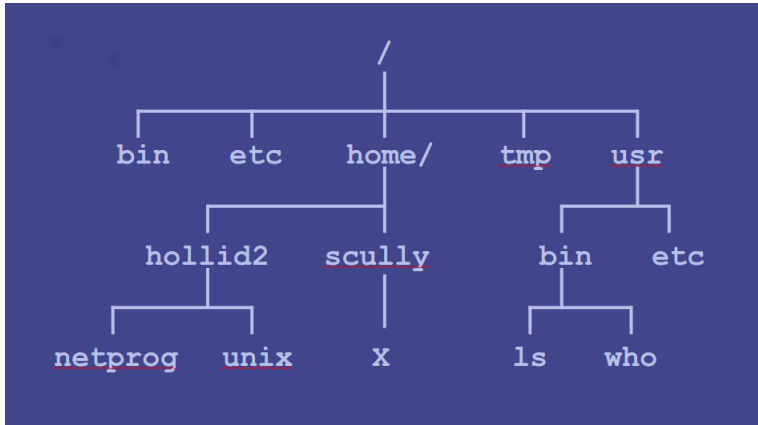 /
bin etc home/ tmp usr
hollid2 scully bin etc
netprog unix X ls who